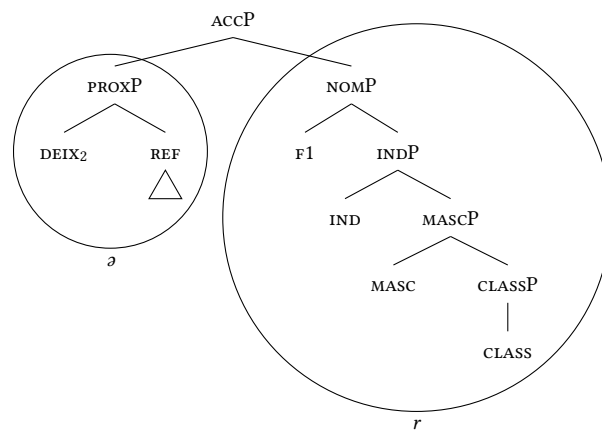 ACCP
PROXP NOMP
DEIX₂ REF F1 INDP
IND MASCP
ə
MASC CLASSP
CLASS
r